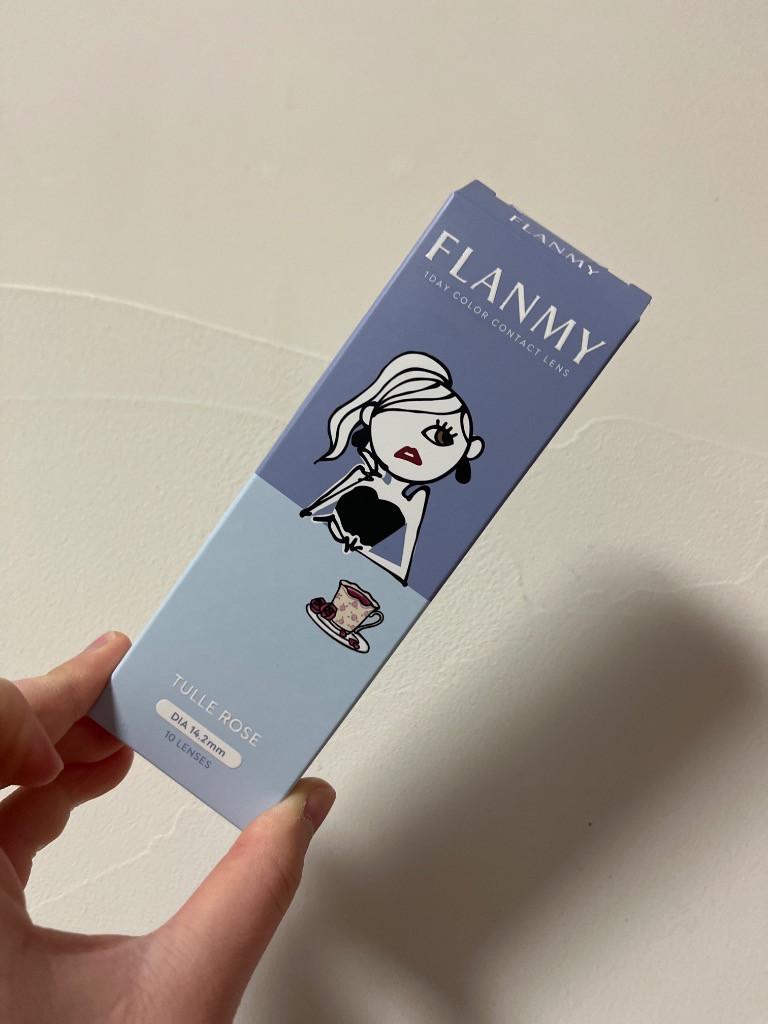 FLANMY
FLANMY
1DAY COLOR CONTACT LENS
TULLE ROSE
DIA 14.2mm
10 LENSES